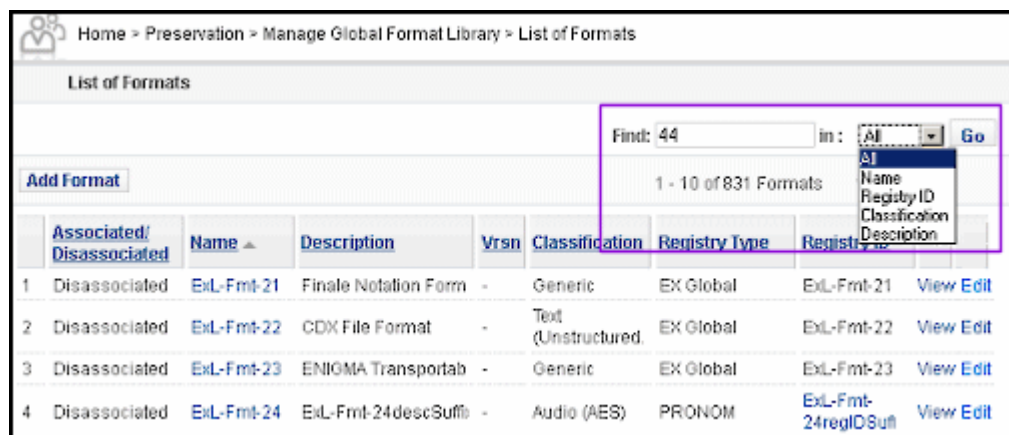 Home > Preservation > Manage Global Format Library > List of Formats
List of Formats
Find: 44 in : All Go
All
Name
Registry ID
Classification
Description
Add Format 1 - 10 of 831 Formats
Associated/ Disassociated Name Description Vrsn Classification Registry Type
1 Disassociated ExL-Fmt-21 Finale Notation Form - Generic EX Global ExL-Fmt-21 View Edit
2 Disassociated ExL-Fmt-22 CDX File Format - Text (Unstructured. EX Global ExL-Fmt-22 View Edit
3 Disassociated ExL-Fmt-23 ENIGMA Transportab - Generic EX Global ExL-Fmt-23 View Edit
4 Disassociated ExL-Fmt-24 ExL-Fmt-24descSuffi - Audio (AES) PRONOM ExL-Fmt-24regIDSuff View Edit